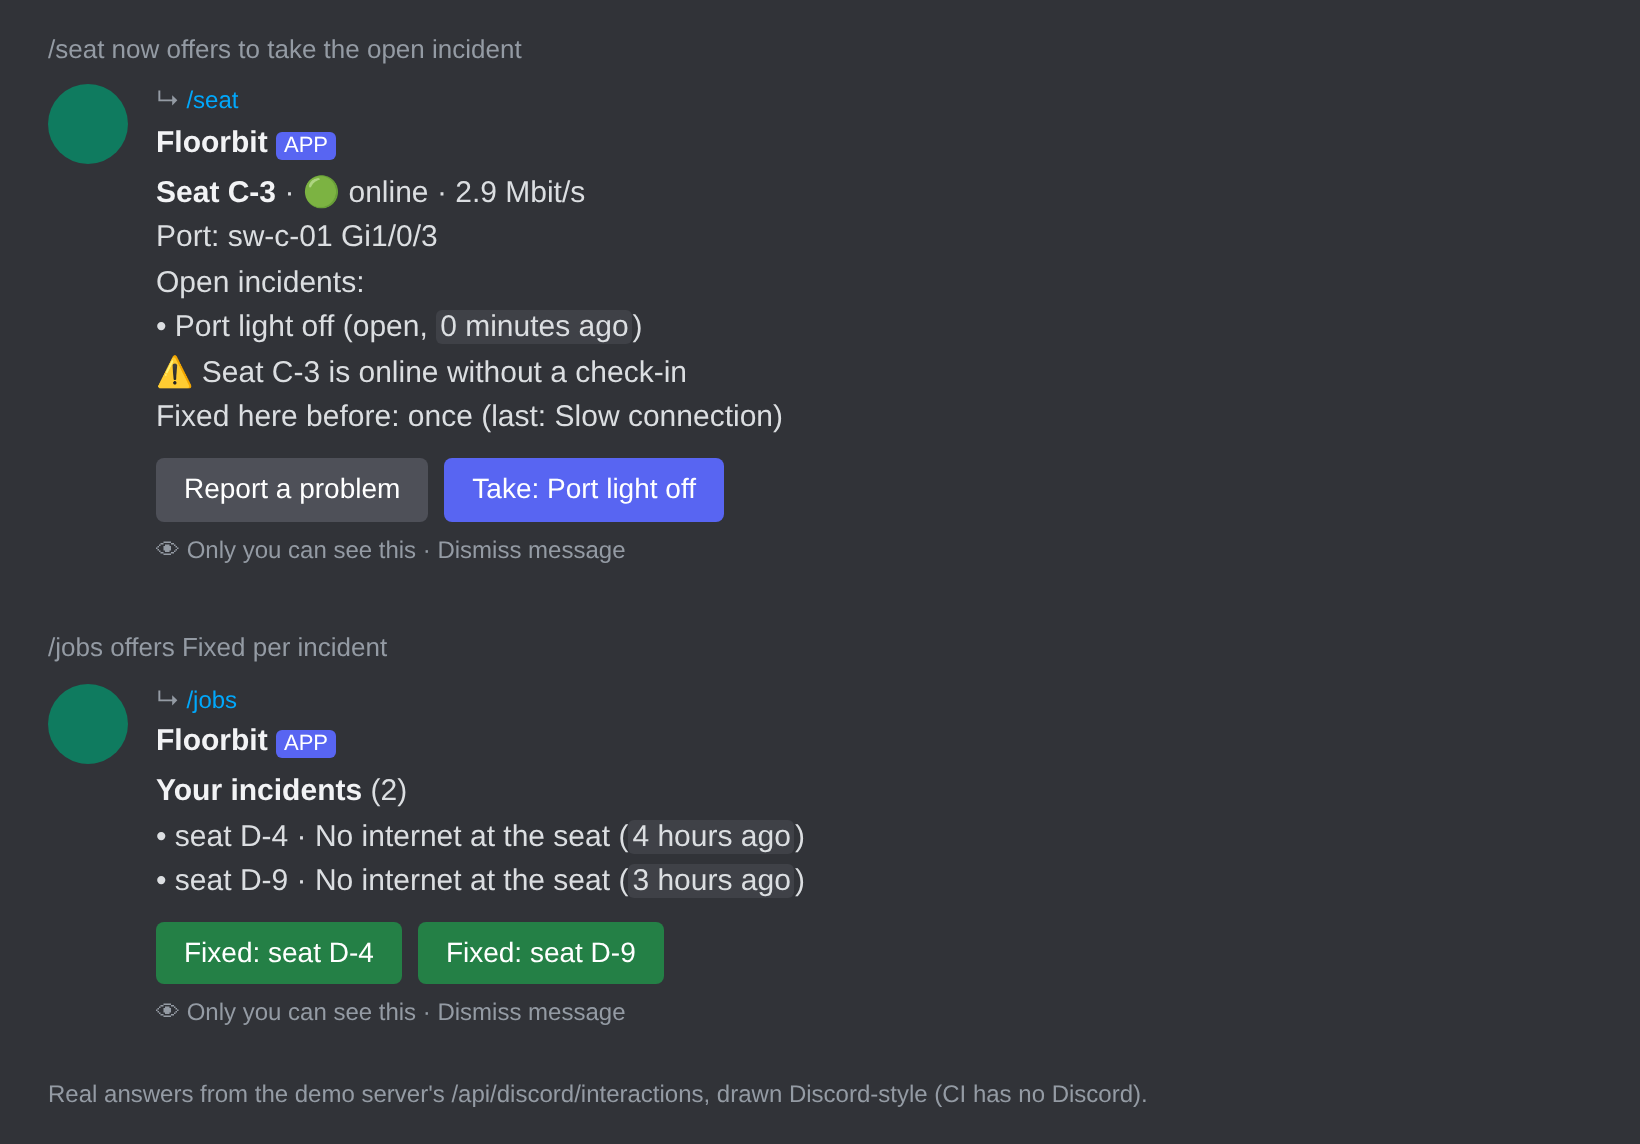 /seat now offers to take the open incident
/seat
Floorbit APP
Seat C-3 · 🟢 online · 2.9 Mbit/s
Port: sw-c-01 Gi1/0/3
Open incidents:
• Port light off (open, 0 minutes ago)
⚠️ Seat C-3 is online without a check-in
Fixed here before: once (last: Slow connection)
Report a problem Take: Port light off
👁 Only you can see this · Dismiss message
/jobs offers Fixed per incident
/jobs
Floorbit APP
Your incidents (2)
• seat D-4 · No internet at the seat (4 hours ago)
• seat D-9 · No internet at the seat (3 hours ago)
Fixed: seat D-4 Fixed: seat D-9
👁 Only you can see this · Dismiss message
Real answers from the demo server's /api/discord/interactions, drawn Discord-style (CI has no Discord).